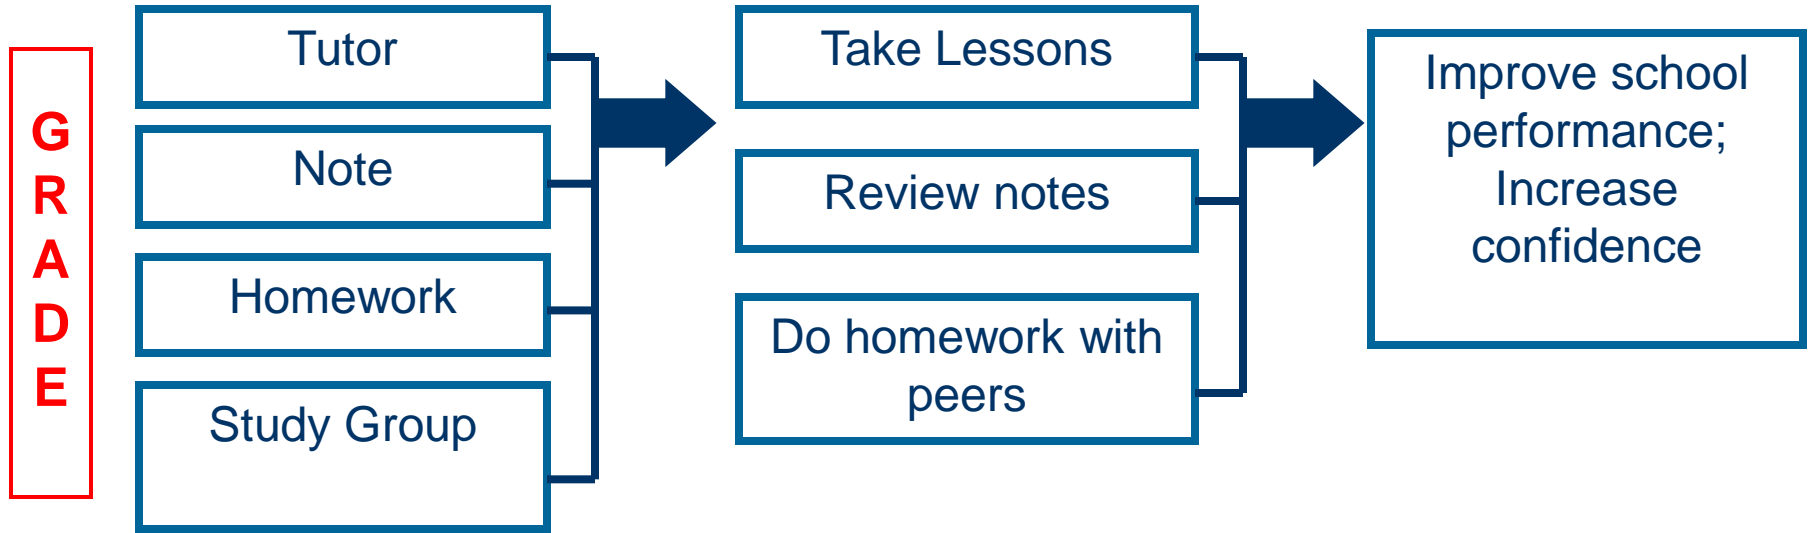 G
R
A
D
E
Tutor
Note
Homework
Study Group
Take Lessons
Review notes
Do homework with
peers
Improve school
performance;
Increase
confidence